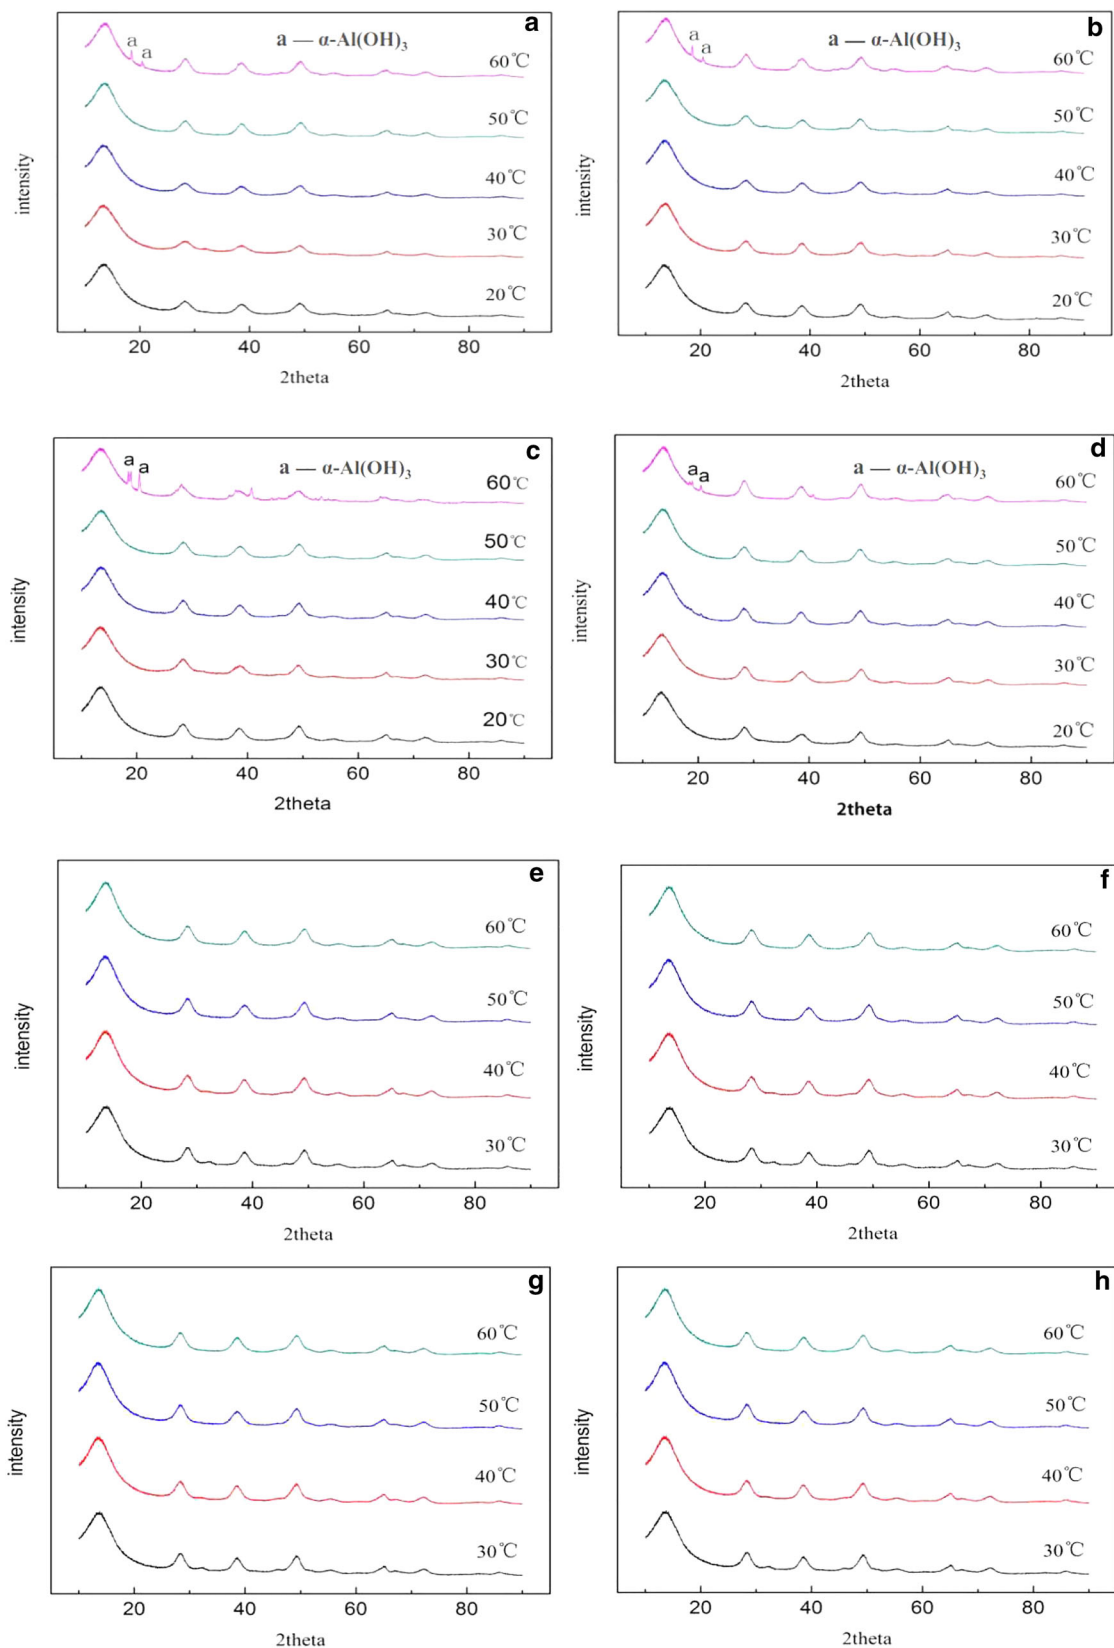 a
b
a a
a — α-Al(OH)₃
60℃
50℃
40℃
30℃
20℃
intensity
20 40 60 80
2theta
a a
a — α-Al(OH)₃
60℃
50℃
40℃
30℃
20℃
intensity
20 40 60 80
2theta
c
d
a a
a — α-Al(OH)₃
60℃
50℃
40℃
30℃
20℃
intensity
20 40 60 80
2theta
a a
a — α-Al(OH)₃
60℃
50℃
40℃
30℃
20℃
intensity
20 40 60 80
2theta
e
f
60℃
50℃
40℃
30℃
intensity
20 40 60 80
2theta
60℃
50℃
40℃
30℃
intensity
20 40 60 80
2theta
g
h
60℃
50℃
40℃
30℃
intensity
20 40 60 80
2theta
60℃
50℃
40℃
30℃
intensity
20 40 60 80
2theta